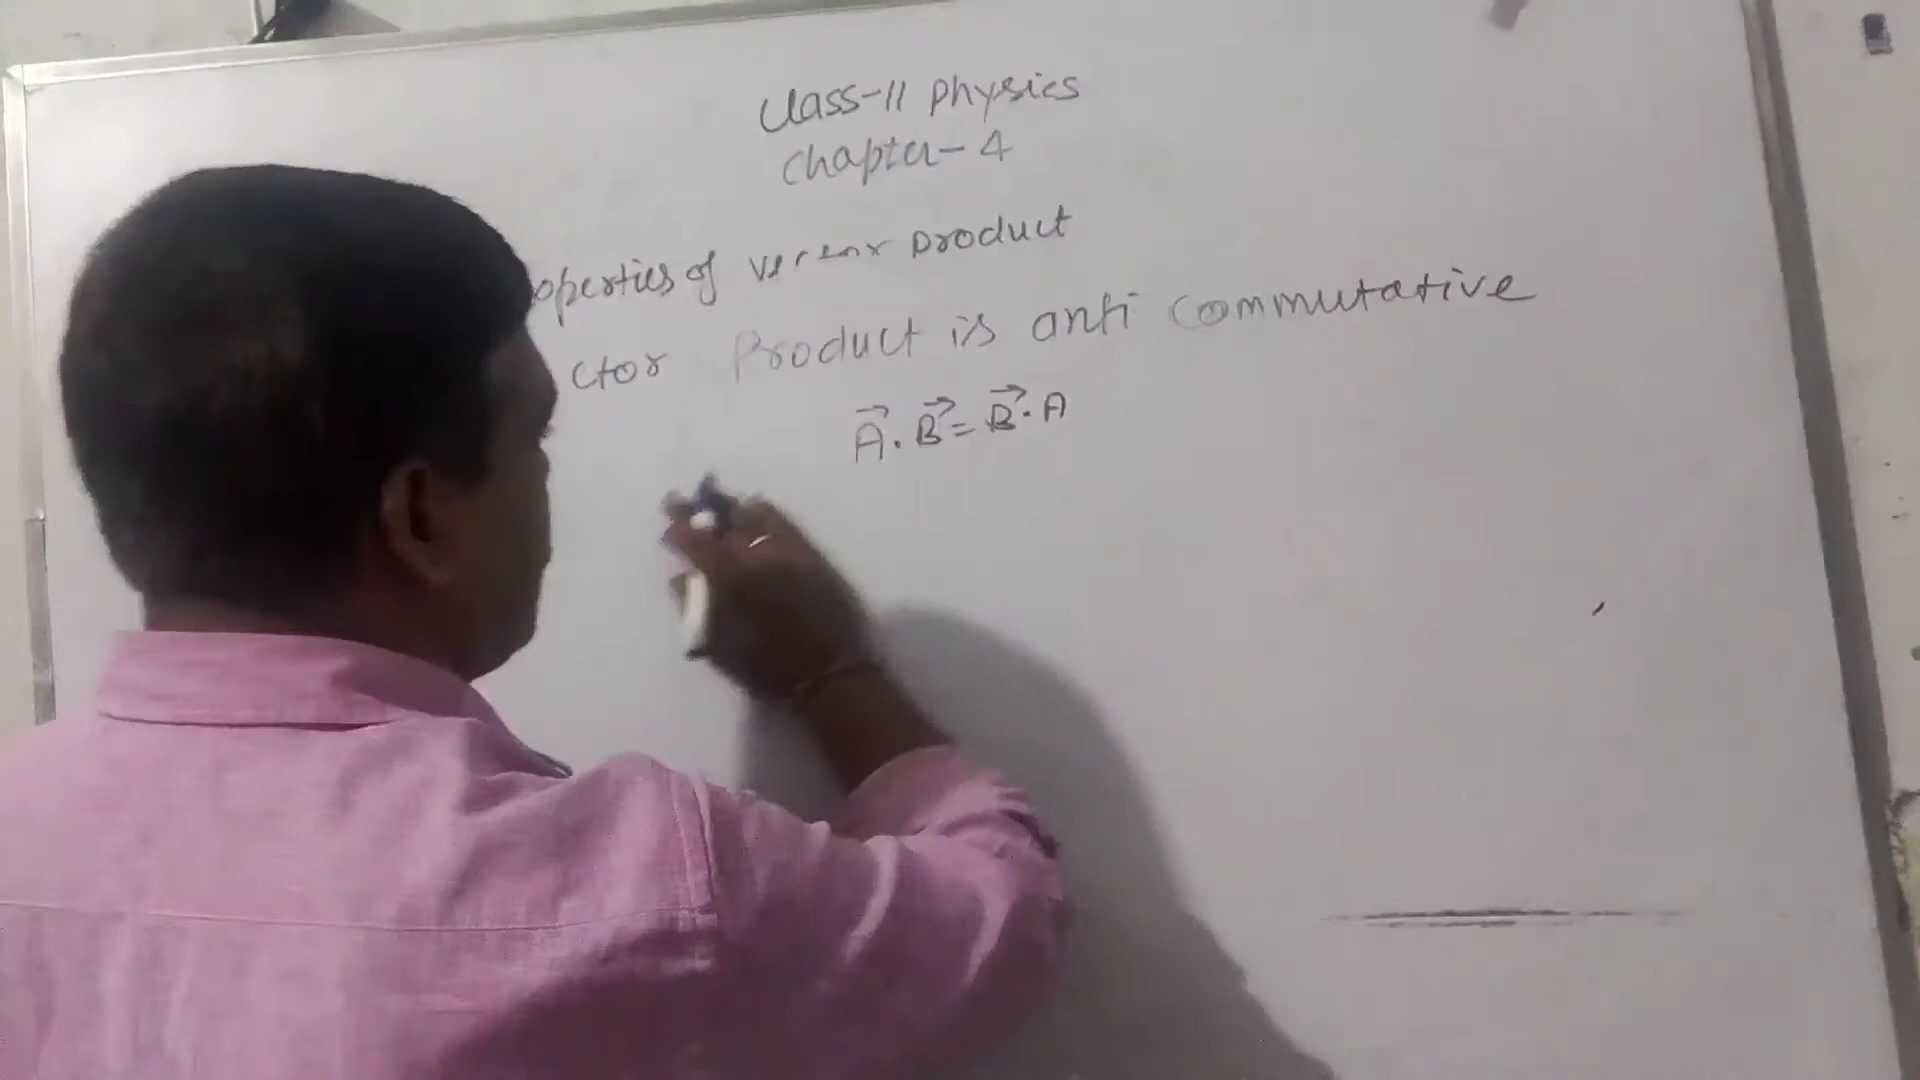 Class-11 Physics
Chapter-4
operties of vector product
ctor Product is anti commutative
A⃗.B⃗=B⃗.A